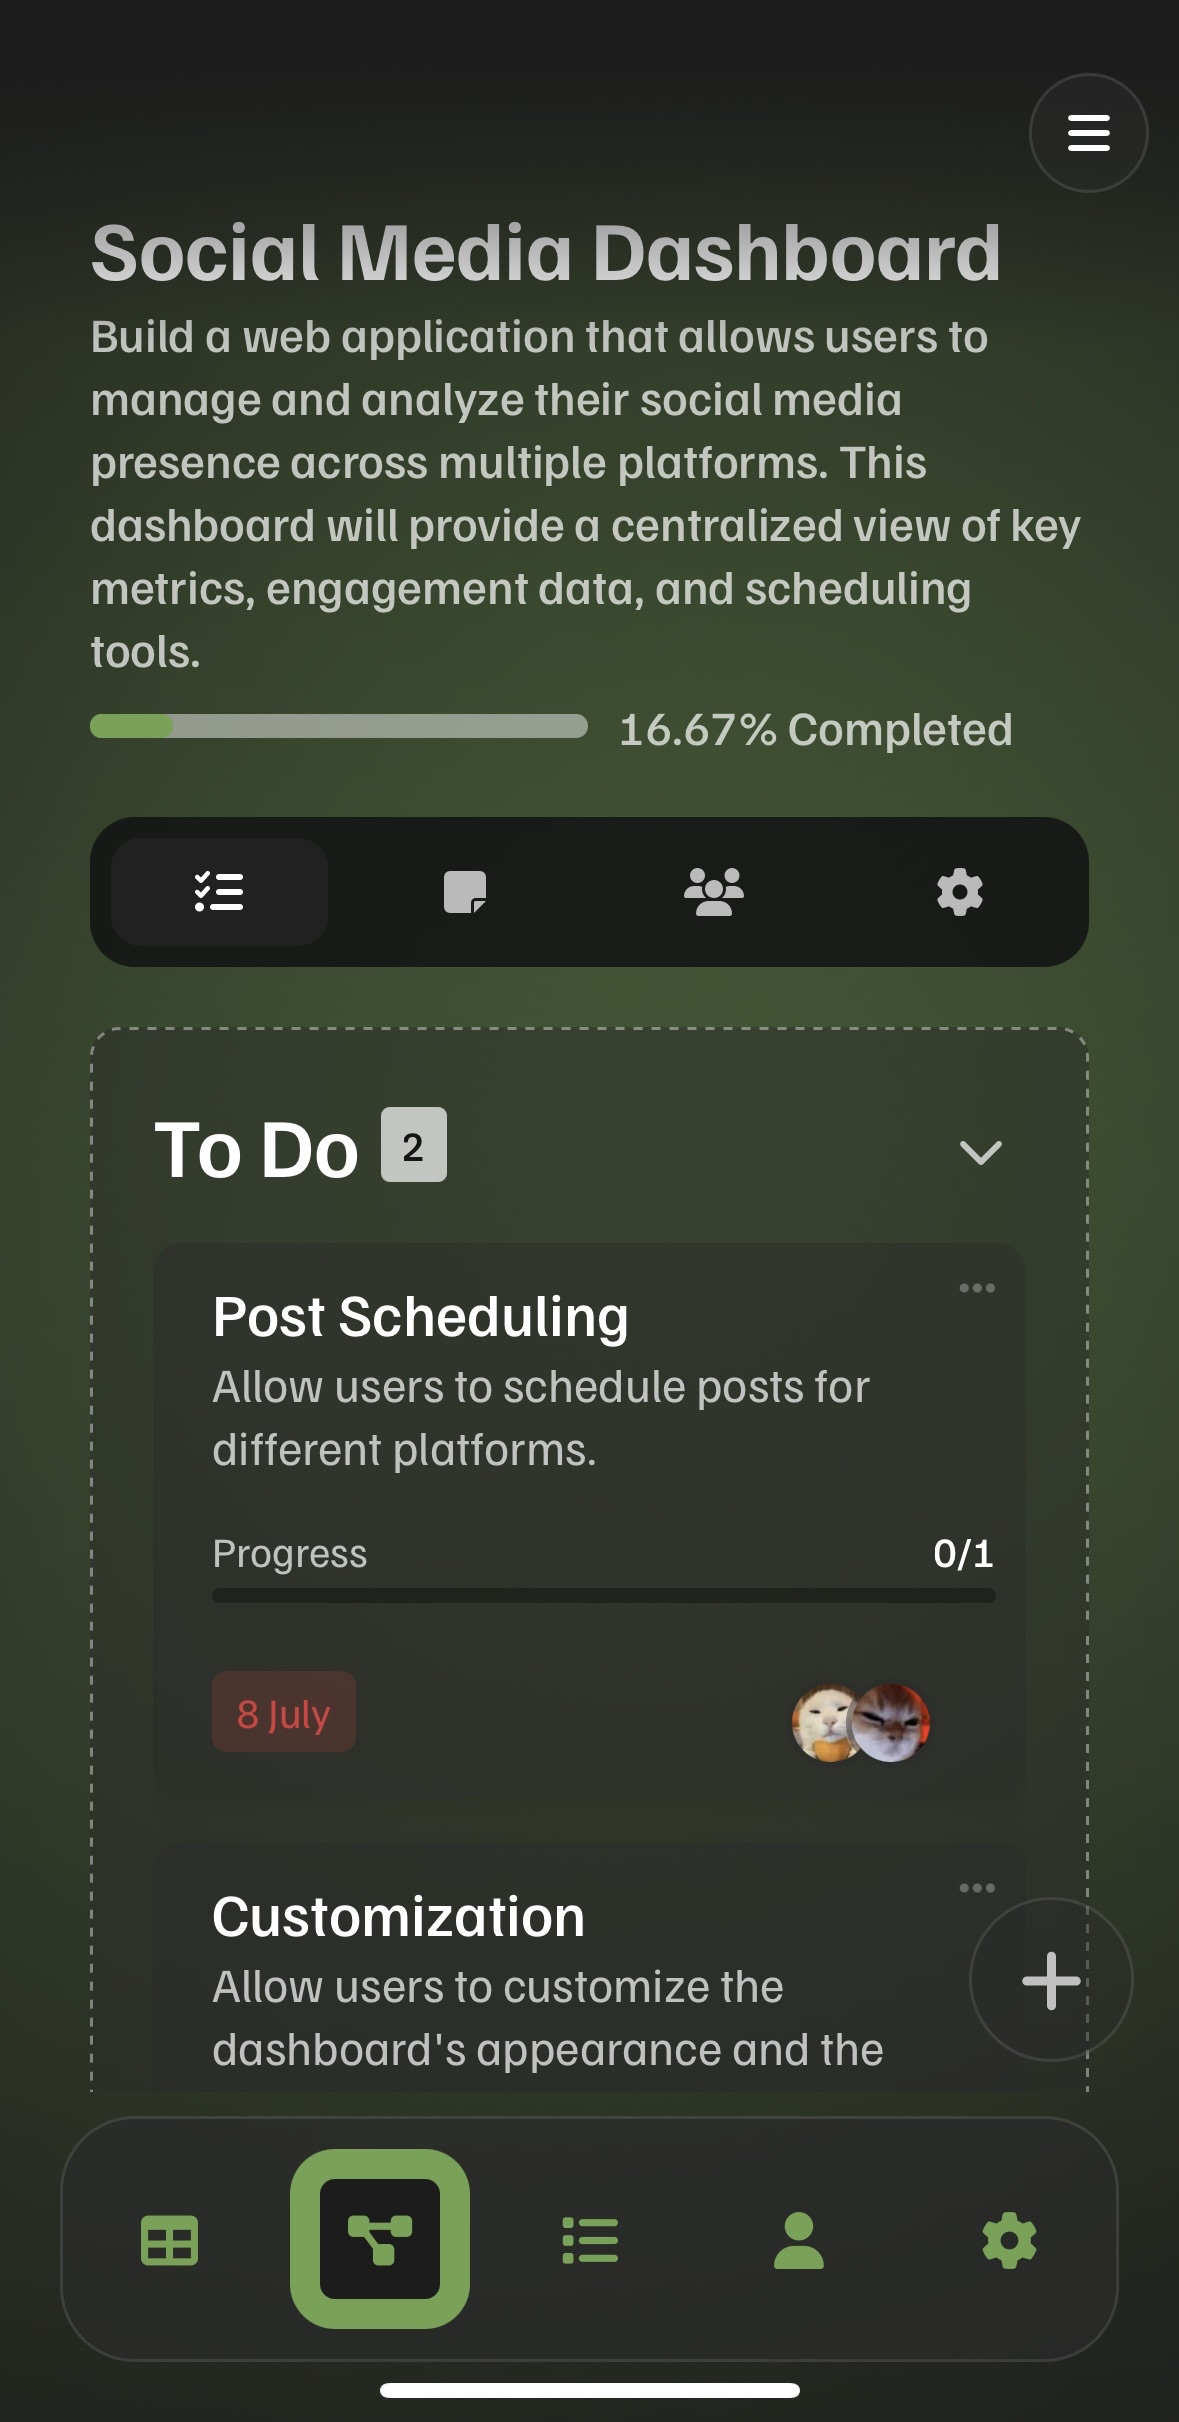 Social Media Dashboard
Build a web application that allows users to
manage and analyze their social media
presence across multiple platforms. This
dashboard will provide a centralized view of key
metrics, engagement data, and scheduling
tools.
16.67% Completed
To Do 2
Post Scheduling
Allow users to schedule posts for
different platforms.
Progress 0/1
8 July
Customization
Allow users to customize the
dashboard's appearance and the